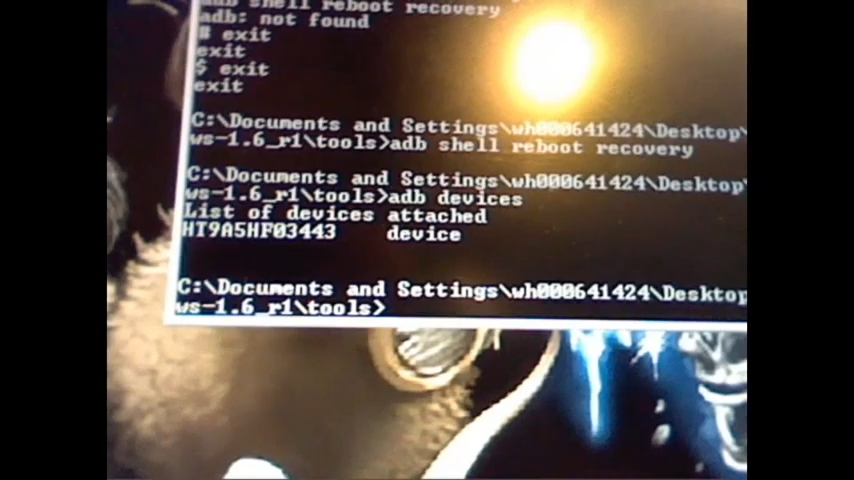 adb shell reboot recovery
adb: not found
# exit
exit
$ exit
exit
C:\Documents and Settings\wh000641424\Desktop\
ws-1.6_r1\tools>adb shell reboot recovery
C:\Documents and Settings\wh000641424\Desktop\
ws-1.6_r1\tools>adb devices
List of devices attached
HT9A5HF03443 device
C:\Documents and Settings\wh000641424\Desktop
ws-1.6_r1\tools>